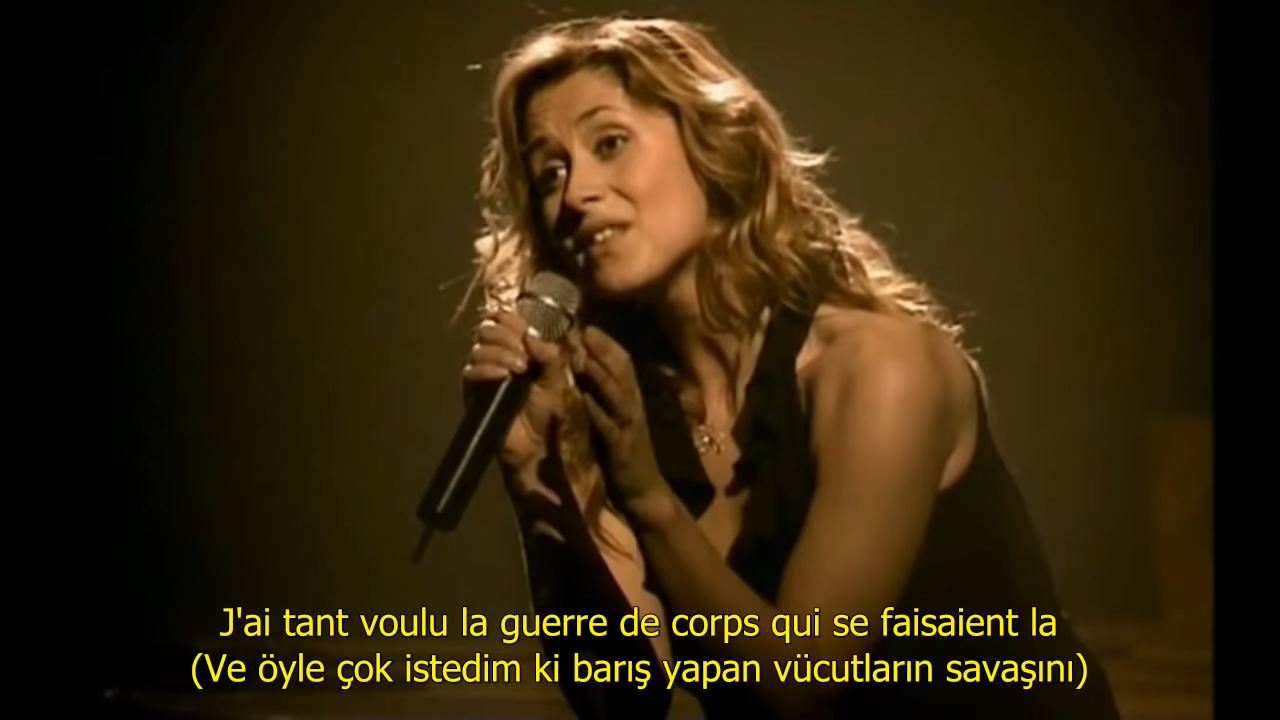 J'ai tant voulu la guerre de corps qui se faisaient la
(Ve öyle çok istedim ki barış yapan vücutların savaşını)